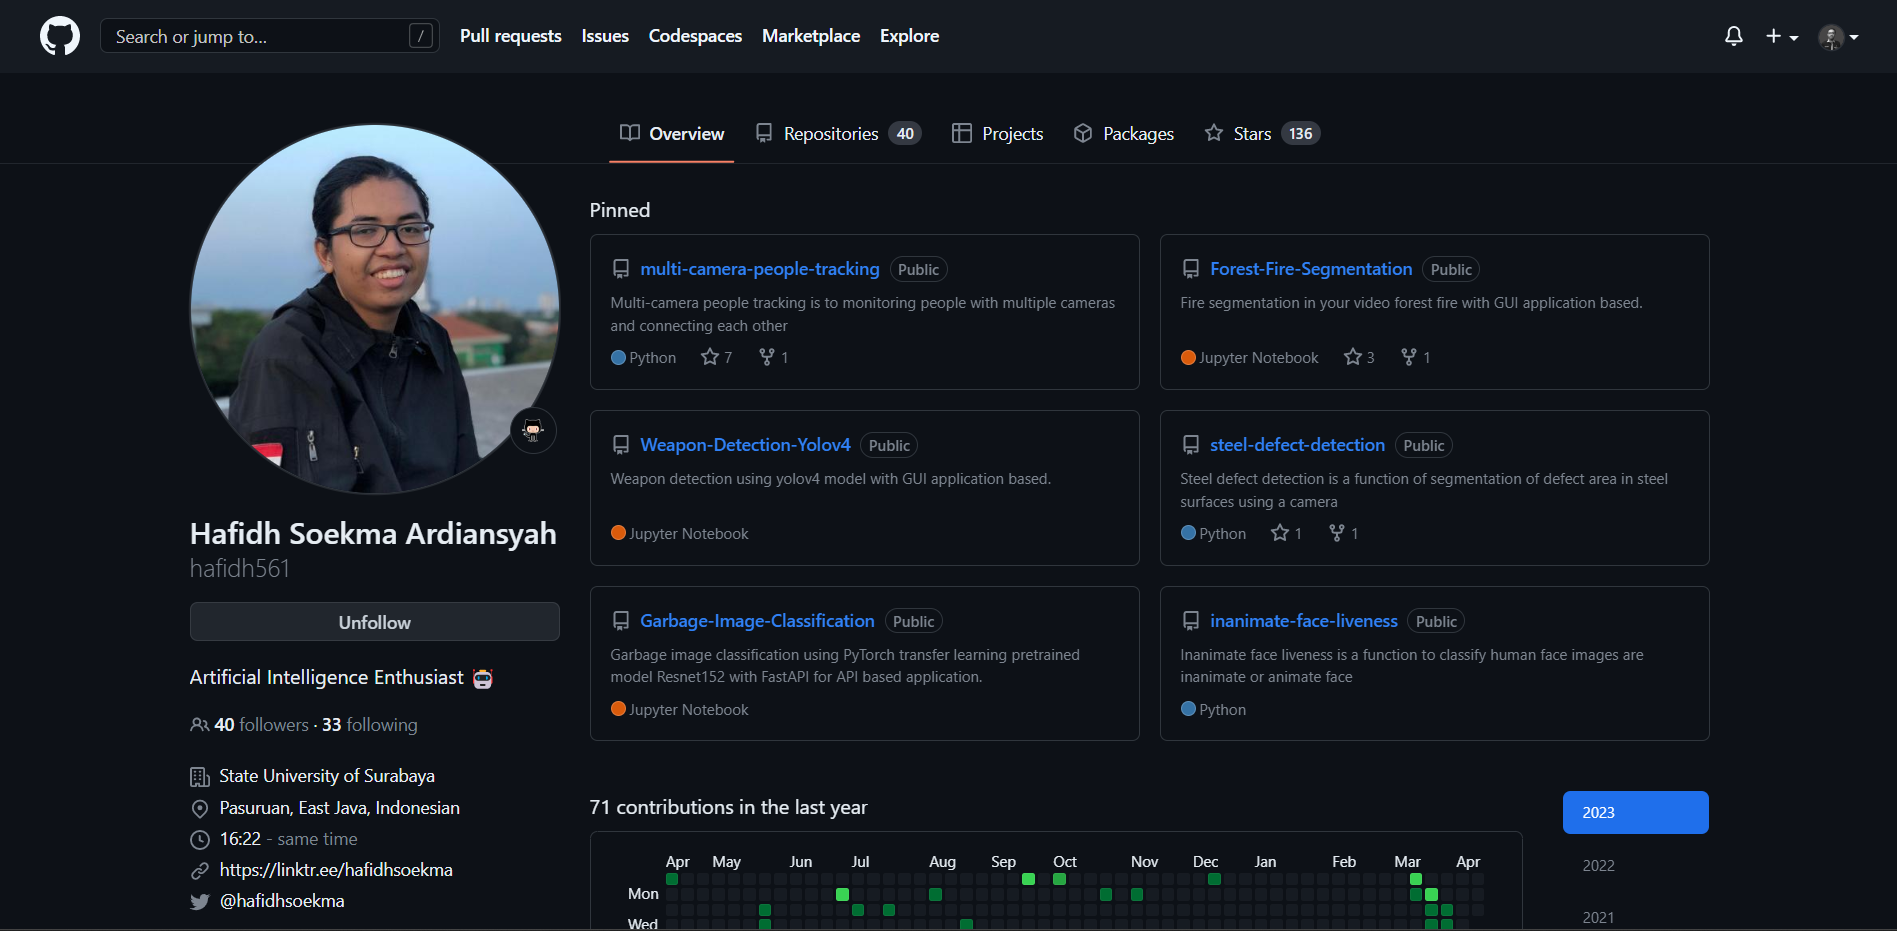 Search or jump to...
/
Pull requests
Issues
Codespaces
Marketplace
Explore
Overview
Repositories 40
Projects
Packages
Stars 136
Hafidh Soekma Ardiansyah
hafidh561
Unfollow
Artificial Intelligence Enthusiast
40 followers · 33 following
State University of Surabaya
Pasuruan, East Java, Indonesian
16:22 - same time
https://linktr.ee/hafidhsoekma
@hafidhsoekma
Pinned
multi-camera-people-tracking Public
Multi-camera people tracking is to monitoring people with multiple cameras
and connecting each other
Python 7 1
Forest-Fire-Segmentation Public
Fire segmentation in your video forest fire with GUI application based.
Jupyter Notebook 3 1
Weapon-Detection-Yolov4 Public
Weapon detection using yolov4 model with GUI application based.
Jupyter Notebook
steel-defect-detection Public
Steel defect detection is a function of segmentation of defect area in steel
surfaces using a camera
Python 1 1
Garbage-Image-Classification Public
Garbage image classification using PyTorch transfer learning pretrained
model Resnet152 with FastAPI for API based application.
Jupyter Notebook
inanimate-face-liveness Public
Inanimate face liveness is a function to classify human face images are
inanimate or animate face
Python
71 contributions in the last year
Apr May Jun Jul Aug Sep Oct Nov Dec Jan Feb Mar Apr
Mon
Wed
2023
2022
2021